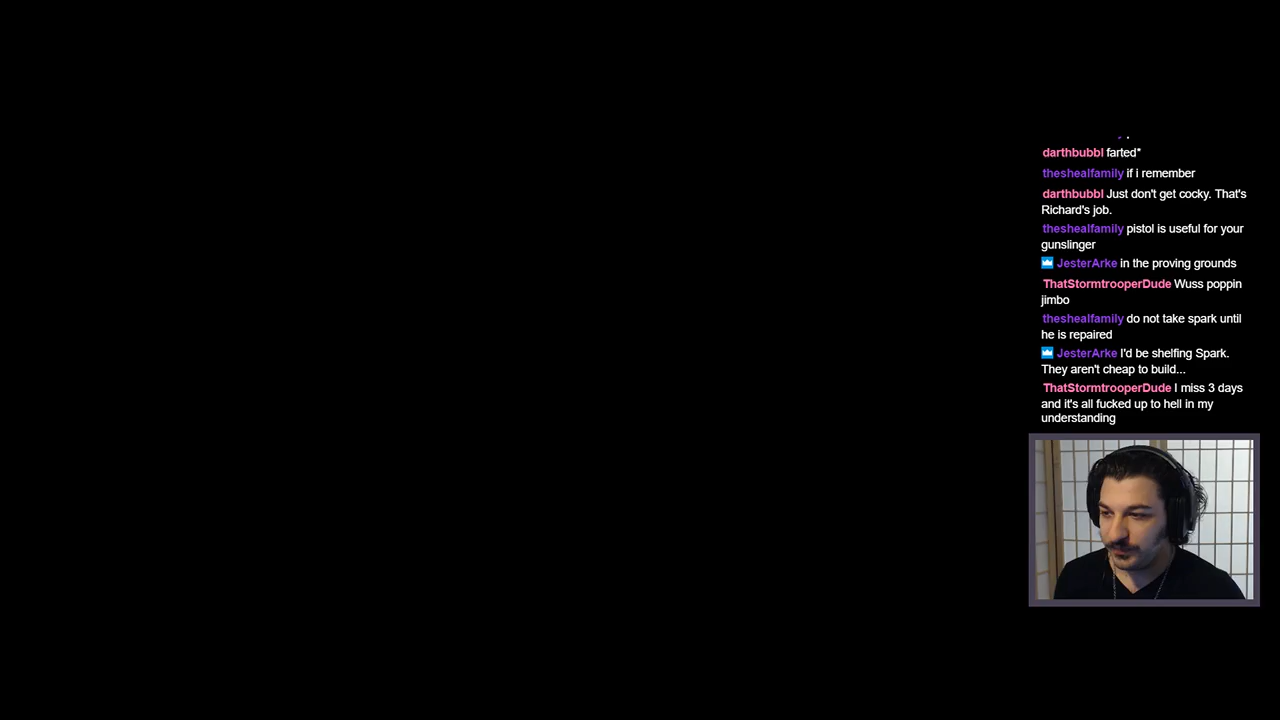 darthbubbl farted*
theshealfamily if i remember
darthbubbl Just don't get cocky. That's
Richard's job.
theshealfamily pistol is useful for your
gunslinger
JesterArke in the proving grounds
ThatStormtrooperDude Wuss poppin
jimbo
theshealfamily do not take spark until
he is repaired
JesterArke I'd be shelfing Spark.
They aren't cheap to build...
ThatStormtrooperDude I miss 3 days
and it's all fucked up to hell in my
understanding